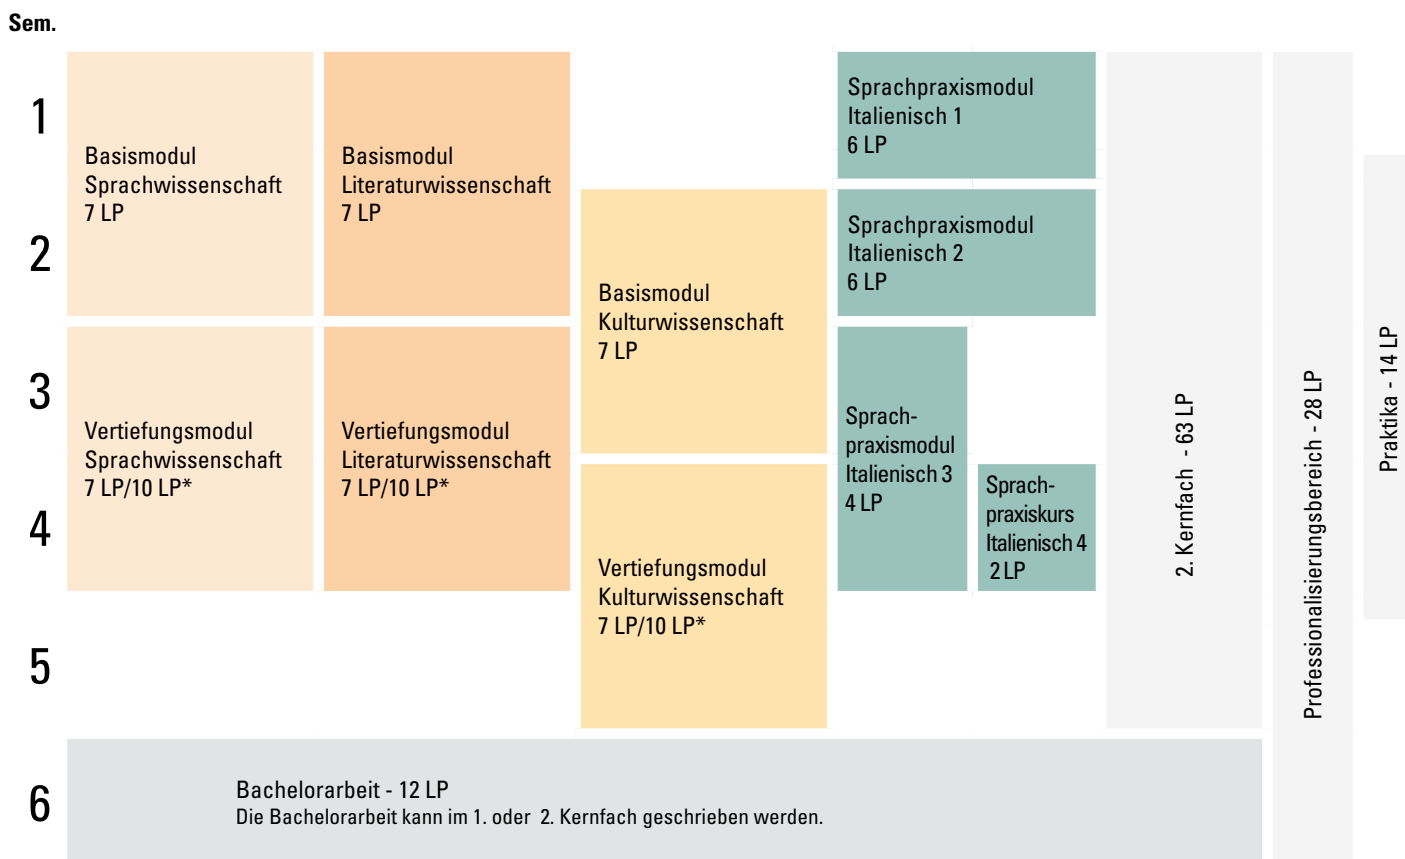 Sem.
1
Basismodul
Sprachwissenschaft
7 LP
Basismodul
Literaturwissenschaft
7 LP
Sprachpraxismodul
Italienisch 1
6 LP
2
Basismodul
Kulturwissenschaft
7 LP
Sprachpraxismodul
Italienisch 2
6 LP
3
Vertiefungsmodul
Sprachwissenschaft
7 LP/10 LP*
Vertiefungsmodul
Literaturwissenschaft
7 LP/10 LP*
Sprach-
praxismodul
Italienisch 3
4 LP
4
Vertiefungsmodul
Kulturwissenschaft
7 LP/10 LP*
Sprach-
praxiskurs
Italienisch 4
2 LP
5
2. Kernfach - 63 LP
Professionalisierungsbereich - 28 LP
Praktika - 14 LP
6
Bachelorarbeit - 12 LP
Die Bachelorarbeit kann im 1. oder 2. Kernfach geschrieben werden.